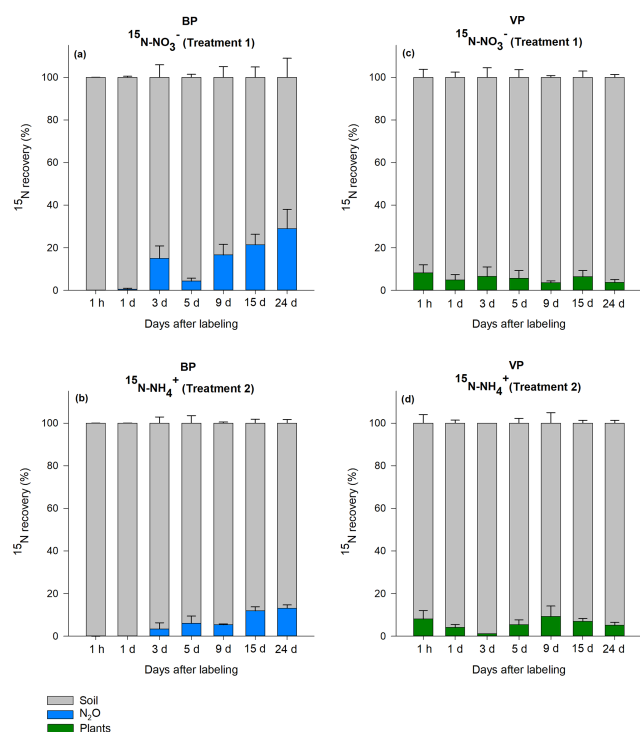 BP
15N-NO3- (Treatment 1)
(a)
100
80
60
40
20
0
15N recovery (%)
1 h 1 d 3 d 5 d 9 d 15 d 24 d
Days after labeling
VP
15N-NO3- (Treatment 1)
(c)
100
80
60
40
20
0
15N recovery (%)
1 h 1 d 3 d 5 d 9 d 15 d 24 d
Days after labeling
BP
15N-NH4+ (Treatment 2)
(b)
100
80
60
40
20
0
15N recovery (%)
1 h 1 d 3 d 5 d 9 d 15 d 24 d
Days after labeling
VP
15N-NH4+ (Treatment 2)
(d)
100
80
60
40
20
0
15N recovery (%)
1 h 1 d 3 d 5 d 9 d 15 d 24 d
Days after labeling
Soil
N2O
Plants